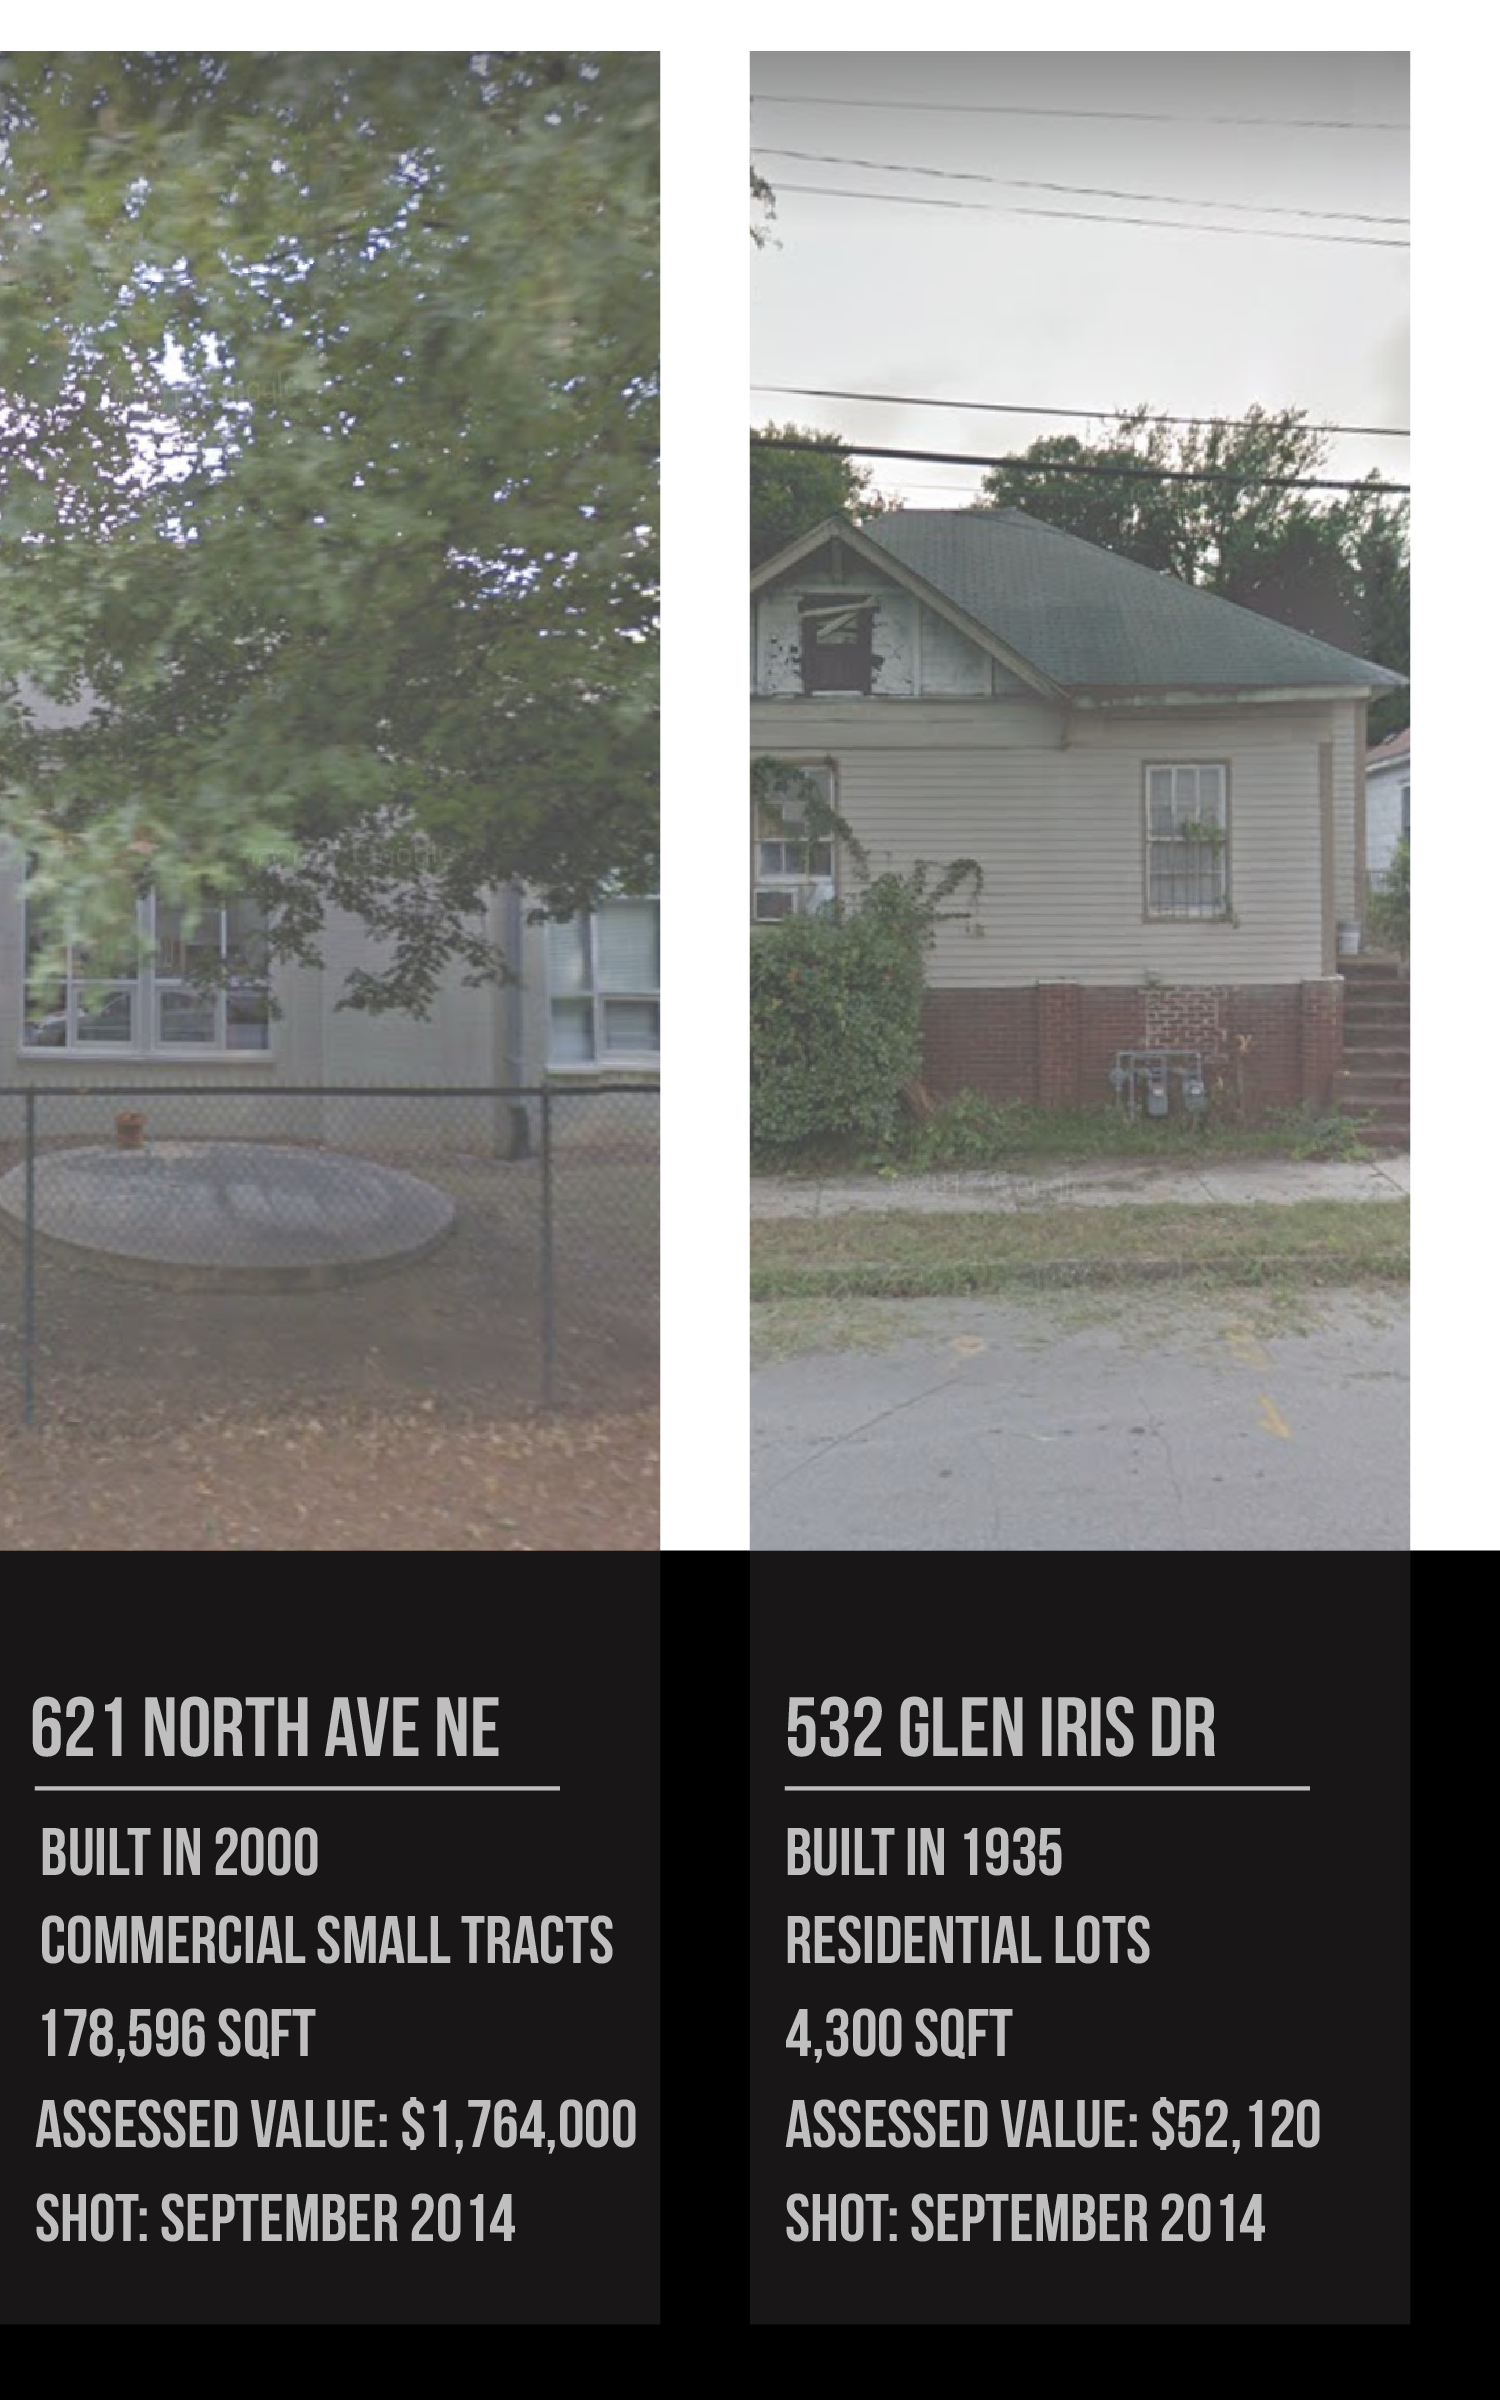 621 NORTH AVE NE
BUILT IN 2000
COMMERCIAL SMALL TRACTS
178,596 SQFT
ASSESSED VALUE: $1,764,000
SHOT: SEPTEMBER 2014
532 GLEN IRIS DR
BUILT IN 1935
RESIDENTIAL LOTS
4,300 SQFT
ASSESSED VALUE: $52,120
SHOT: SEPTEMBER 2014